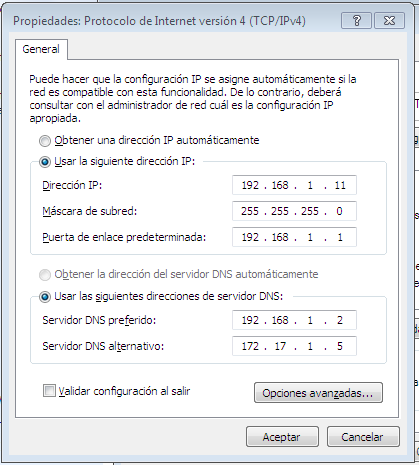 Propiedades: Protocolo de Internet versión 4 (TCP/IPv4)
General
Puede hacer que la configuración IP se asigne automáticamente si la
red es compatible con esta funcionalidad. De lo contrario, deberá
consultar con el administrador de red cuál es la configuración IP
apropiada.
Obtener una dirección IP automáticamente
Usar la siguiente dirección IP:
Dirección IP: 192 . 168 . 1 . 11
Máscara de subred: 255 . 255 . 255 . 0
Puerta de enlace predeterminada: 192 . 168 . 1 . 1
Obtener la dirección del servidor DNS automáticamente
Usar las siguientes direcciones de servidor DNS:
Servidor DNS preferido: 192 . 168 . 1 . 2
Servidor DNS alternativo: 172 . 17 . 1 . 5
Validar configuración al salir
Opciones avanzadas...
Aceptar
Cancelar